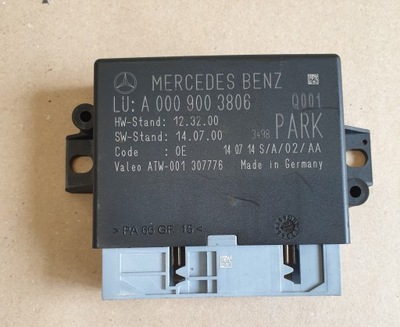 MERCEDES BENZ
LU: A 000 900 3806 Q001
HW-Stand: 12.32.00
SW-Stand: 14.07.00 3498 PARK
Code : 0E 14 07 14 S/A/02/AA
Valeo ATW-001 307776 Made in Germany
> PA 66 GF 15 <